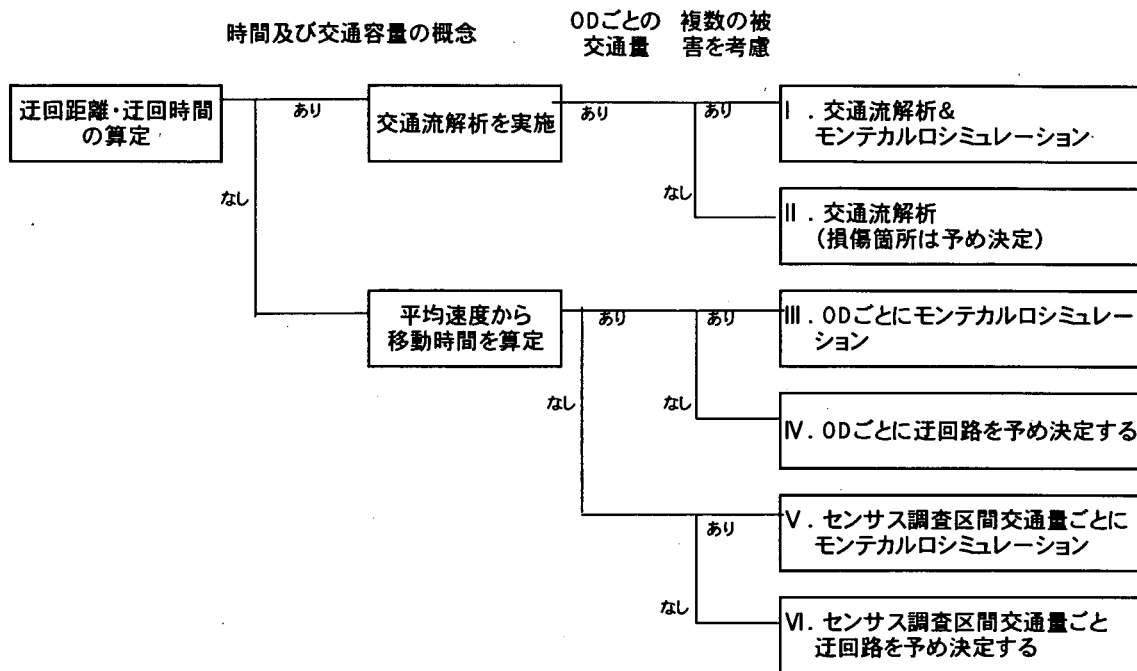 時間及び交通容量の概念
ODごとの
交通量
複数の被
害を考慮
迂回距離・迂回時間
の算定
あり
交通流解析を実施
あり
あり
Ⅰ．交通流解析&
モンテカルロシミュレーション
なし
なし
Ⅱ．交通流解析
(損傷箇所は予め決定)
平均速度から
移動時間を算定
あり
あり
Ⅲ．ODごとにモンテカルロシミュレー
ション
なし
なし
Ⅳ．ODごとに迂回路を予め決定する
あり
Ⅴ．センサス調査区間交通量ごとに
モンテカルロシミュレーション
なし
Ⅵ．センサス調査区間交通量ごと
迂回路を予め決定する